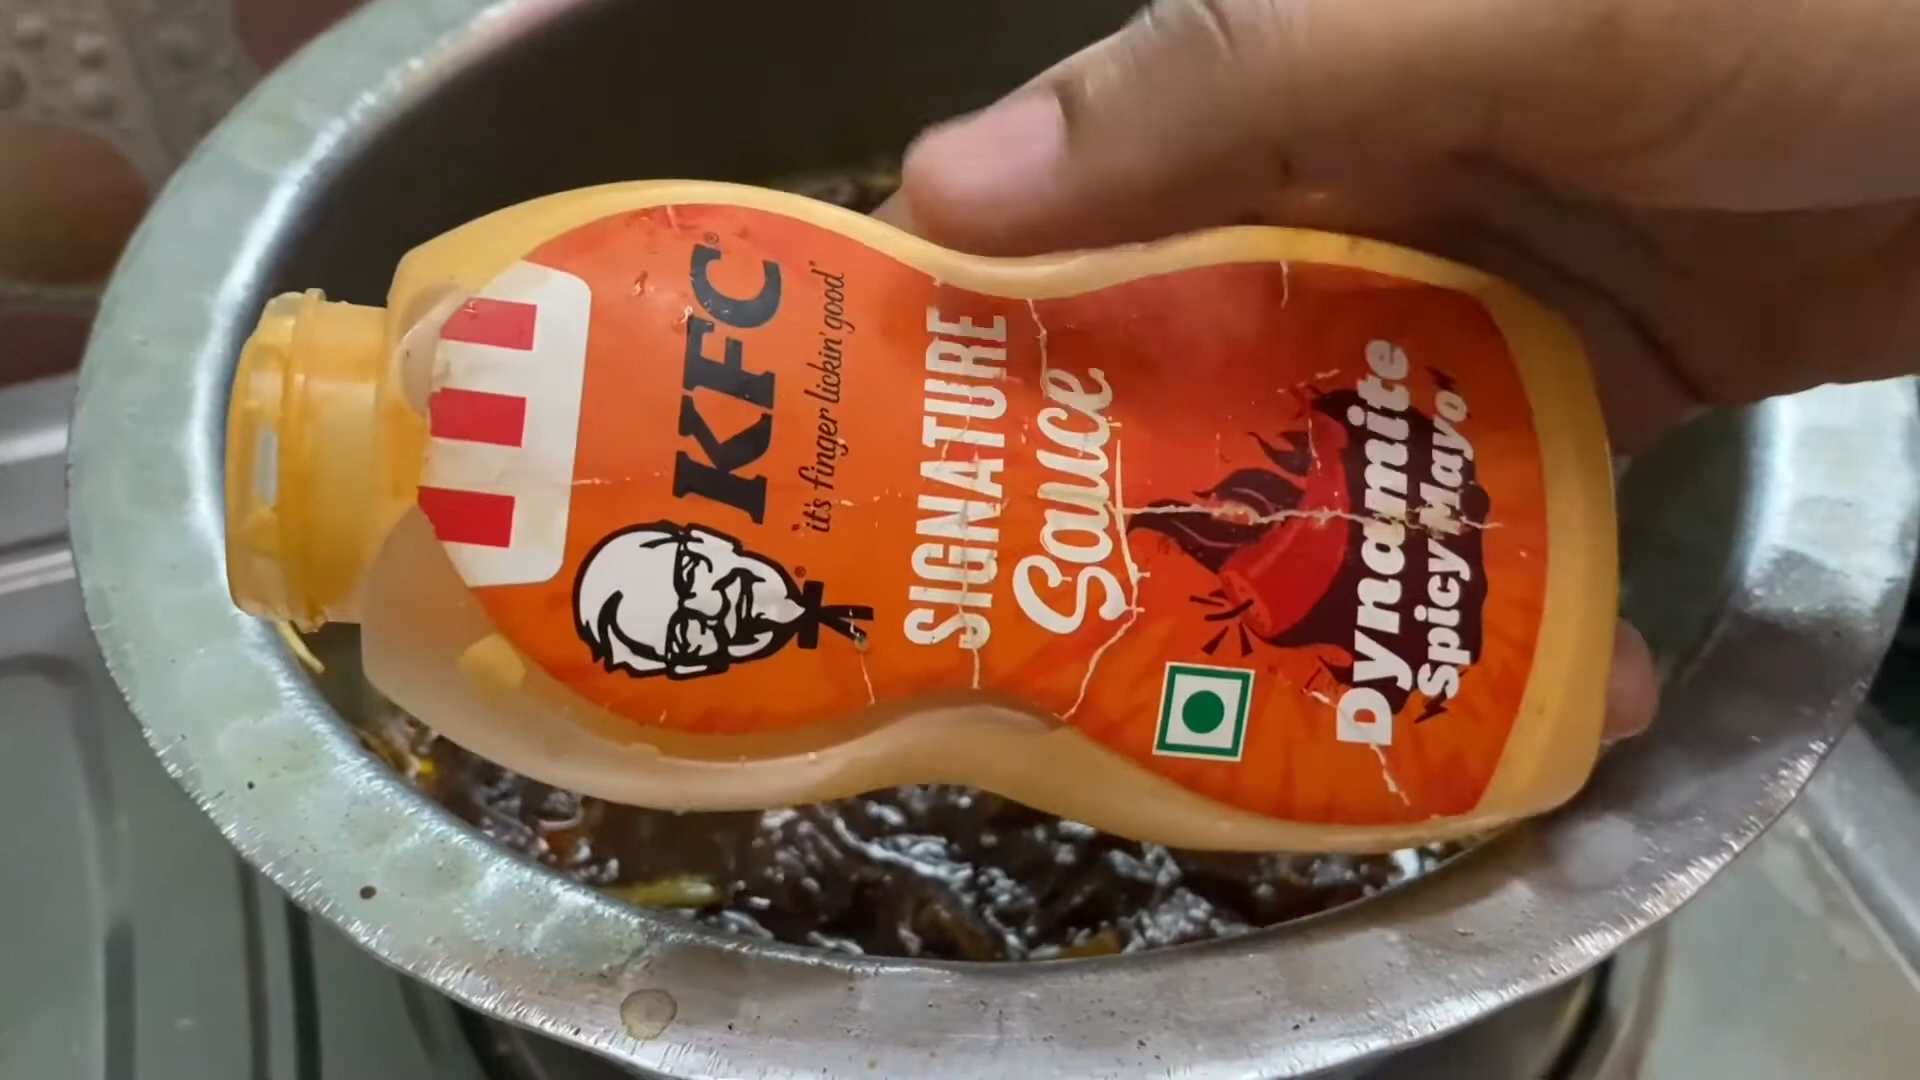 KFC®
"it's finger lickin' good"
SIGNATURE
Sauce
Dynamite
Spicy Mayo